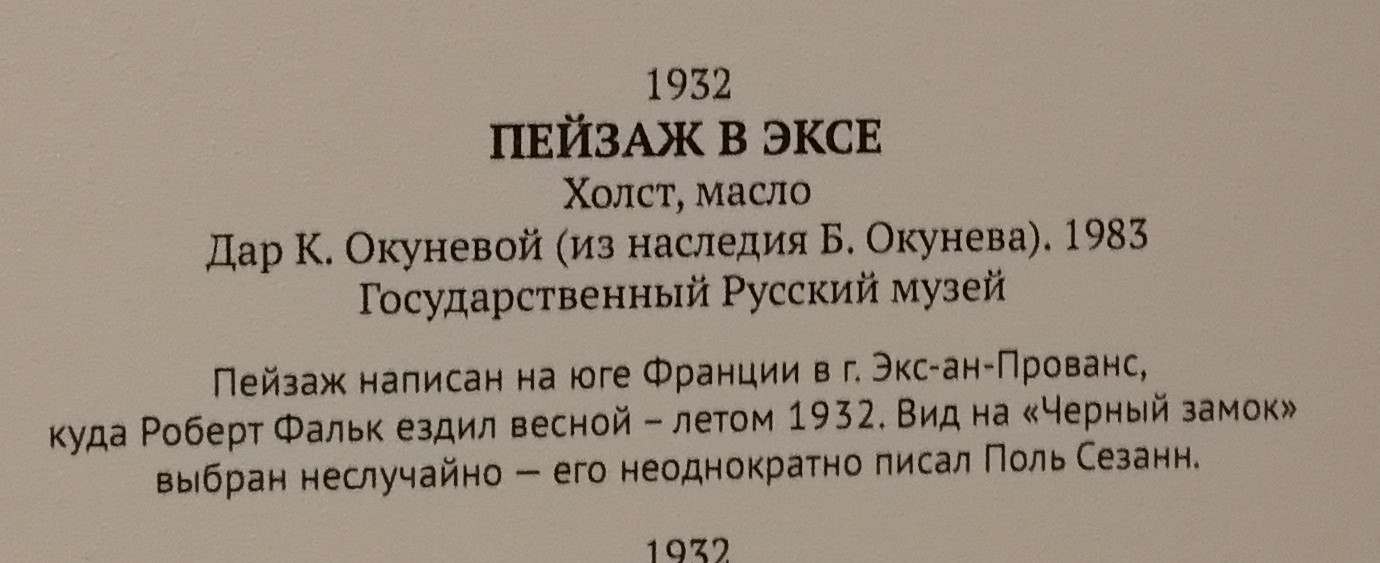 1932
ПЕЙЗАЖ В ЭКСЕ
Холст, масло
Дар К. Окуневой (из наследия Б. Окунева). 1983
Государственный Русский музей
Пейзаж написан на юге Франции в г. Экс-ан-Прованс,
куда Роберт Фальк ездил весной – летом 1932. Вид на «Черный замок»
выбран неслучайно — его неоднократно писал Поль Сезанн.
1932